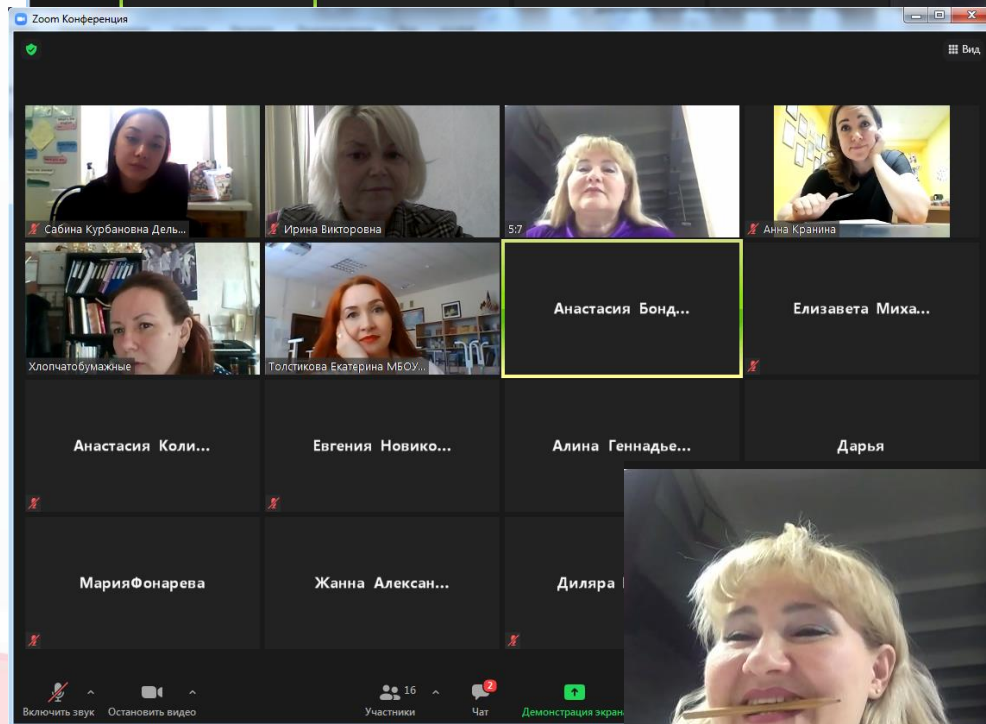 Zoom Конференция
Вид
Сабина Курбановна Дель...
Ирина Викторовна
5:7
Анна Кранина
Хлопчатобумажные
Толстикова Екатерина МБОУ...
Анастасия Бонд...
Елизавета Миха...
Анастасия Коли...
Евгения Новико...
Алина Геннадье...
Дарья
МарияФонарева
Жанна Алексан...
Диляра
Включить звук
Остановить видео
16
Участники
2
Чат
Демонстрация экрана